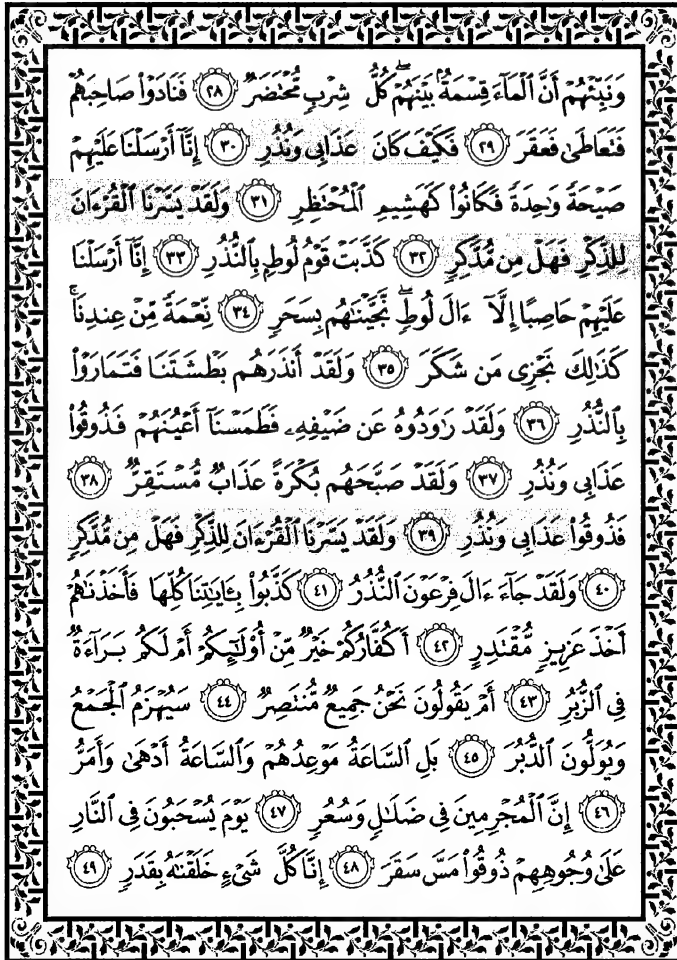 وَنَبِّئْهُمْ أَنَّ ٱلْمَآءَ قِسْمَةٌۢ بَيْنَهُمْ ۖ كُلُّ شِرْبٍ مُّحْتَضَرٌ ٢٨ فَنَادَوْا۟ صَاحِبَهُمْ
فَتَعَاطَىٰ فَعَقَرَ ٢٩ فَكَيْفَ كَانَ عَذَابِى وَنُذُرِ ٣٠ إِنَّآ أَرْسَلْنَا عَلَيْهِمْ
صَيْحَةً وَٰحِدَةً فَكَانُوا۟ كَهَشِيمِ ٱلْمُحْتَظِرِ ٣١ وَلَقَدْ يَسَّرْنَا ٱلْقُرْءَانَ
لِلذِّكْرِ فَهَلْ مِن مُّدَّكِرٍ ٣٢ كَذَّبَتْ قَوْمُ لُوطٍۭ بِٱلنُّذُرِ ٣٣ إِنَّآ أَرْسَلْنَا
عَلَيْهِمْ حَاصِبًا إِلَّآ ءَالَ لُوطٍ ۖ نَّجَّيْنَٰهُم بِسَحَرٍ ٣٤ نِّعْمَةً مِّنْ عِندِنَا ۚ
كَذَٰلِكَ نَجْزِى مَن شَكَرَ ٣٥ وَلَقَدْ أَنذَرَهُم بَطْشَتَنَا فَتَمَارَوْا۟
بِٱلنُّذُرِ ٣٦ وَلَقَدْ رَٰوَدُوهُ عَن ضَيْفِهِۦ فَطَمَسْنَآ أَعْيُنَهُمْ فَذُوقُوا۟
عَذَابِى وَنُذُرِ ٣٧ وَلَقَدْ صَبَّحَهُم بُكْرَةً عَذَابٌ مُّسْتَقِرٌّ ٣٨
فَذُوقُوا۟ عَذَابِى وَنُذُرِ ٣٩ وَلَقَدْ يَسَّرْنَا ٱلْقُرْءَانَ لِلذِّكْرِ فَهَلْ مِن مُّدَّكِرٍ
٤٠ وَلَقَدْ جَآءَ ءَالَ فِرْعَوْنَ ٱلنُّذُرُ ٤١ كَذَّبُوا۟ بِـَٔايَٰتِنَا كُلِّهَا فَأَخَذْنَٰهُمْ
أَخْذَ عَزِيزٍ مُّقْتَدِرٍ ٤٢ أَكُفَّارُكُمْ خَيْرٌ مِّنْ أُو۟لَٰٓئِكُمْ أَمْ لَكُم بَرَآءَةٌ
فِى ٱلزُّبُرِ ٤٣ أَمْ يَقُولُونَ نَحْنُ جَمِيعٌ مُّنتَصِرٌ ٤٤ سَيُهْزَمُ ٱلْجَمْعُ
وَيُوَلُّونَ ٱلدُّبُرَ ٤٥ بَلِ ٱلسَّاعَةُ مَوْعِدُهُمْ وَٱلسَّاعَةُ أَدْهَىٰ وَأَمَرُّ
٤٦ إِنَّ ٱلْمُجْرِمِينَ فِى ضَلَٰلٍ وَسُعُرٍ ٤٧ يَوْمَ يُسْحَبُونَ فِى ٱلنَّارِ
عَلَىٰ وُجُوهِهِمْ ذُوقُوا۟ مَسَّ سَقَرَ ٤٨ إِنَّا كُلَّ شَىْءٍ خَلَقْنَٰهُ بِقَدَرٍ ٤٩